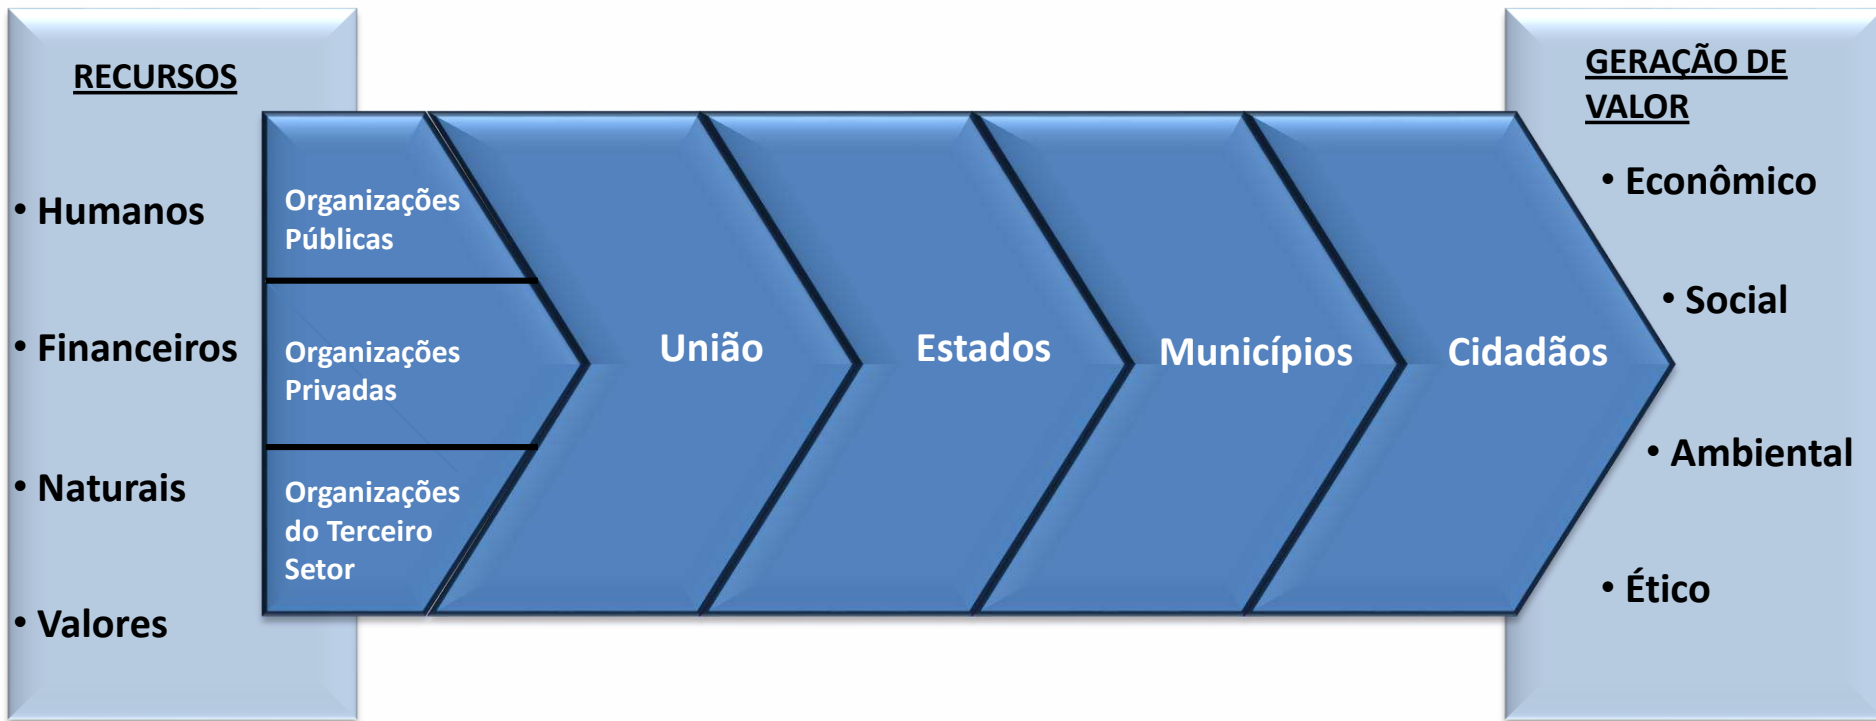 RECURSOS
• Humanos
• Financeiros
• Naturais
• Valores
Organizações
Públicas
Organizações
Privadas
Organizações
do Terceiro
Setor
União
Estados
Municípios
Cidadãos
GERAÇÃO DE
VALOR
• Econômico
• Social
• Ambiental
• Ético